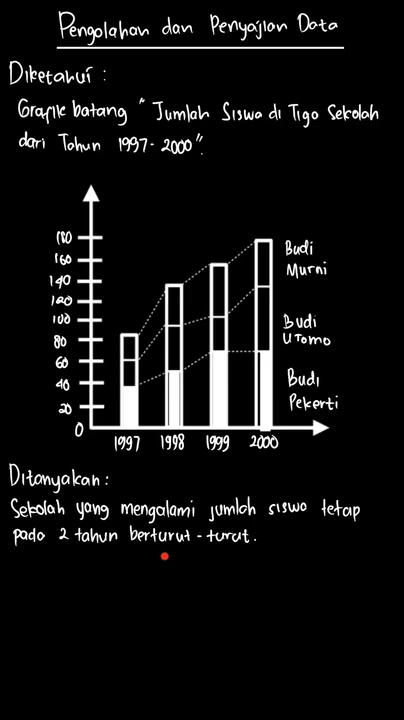 Pengolahan dan Penyajian Data
Diketahui :
Grafik batang " Jumlah Siswa di Tiga Sekolah
dari Tahun 1997 - 2000".
180
160
140
120
100
80
60
40
20
0
1997 1998 1999 2000
Budi
Murni
Budi
Utomo
Budi
Pekerti
Ditanyakan :
Sekolah yang mengalami jumlah siswa tetap
pada 2 tahun berturut - turut.